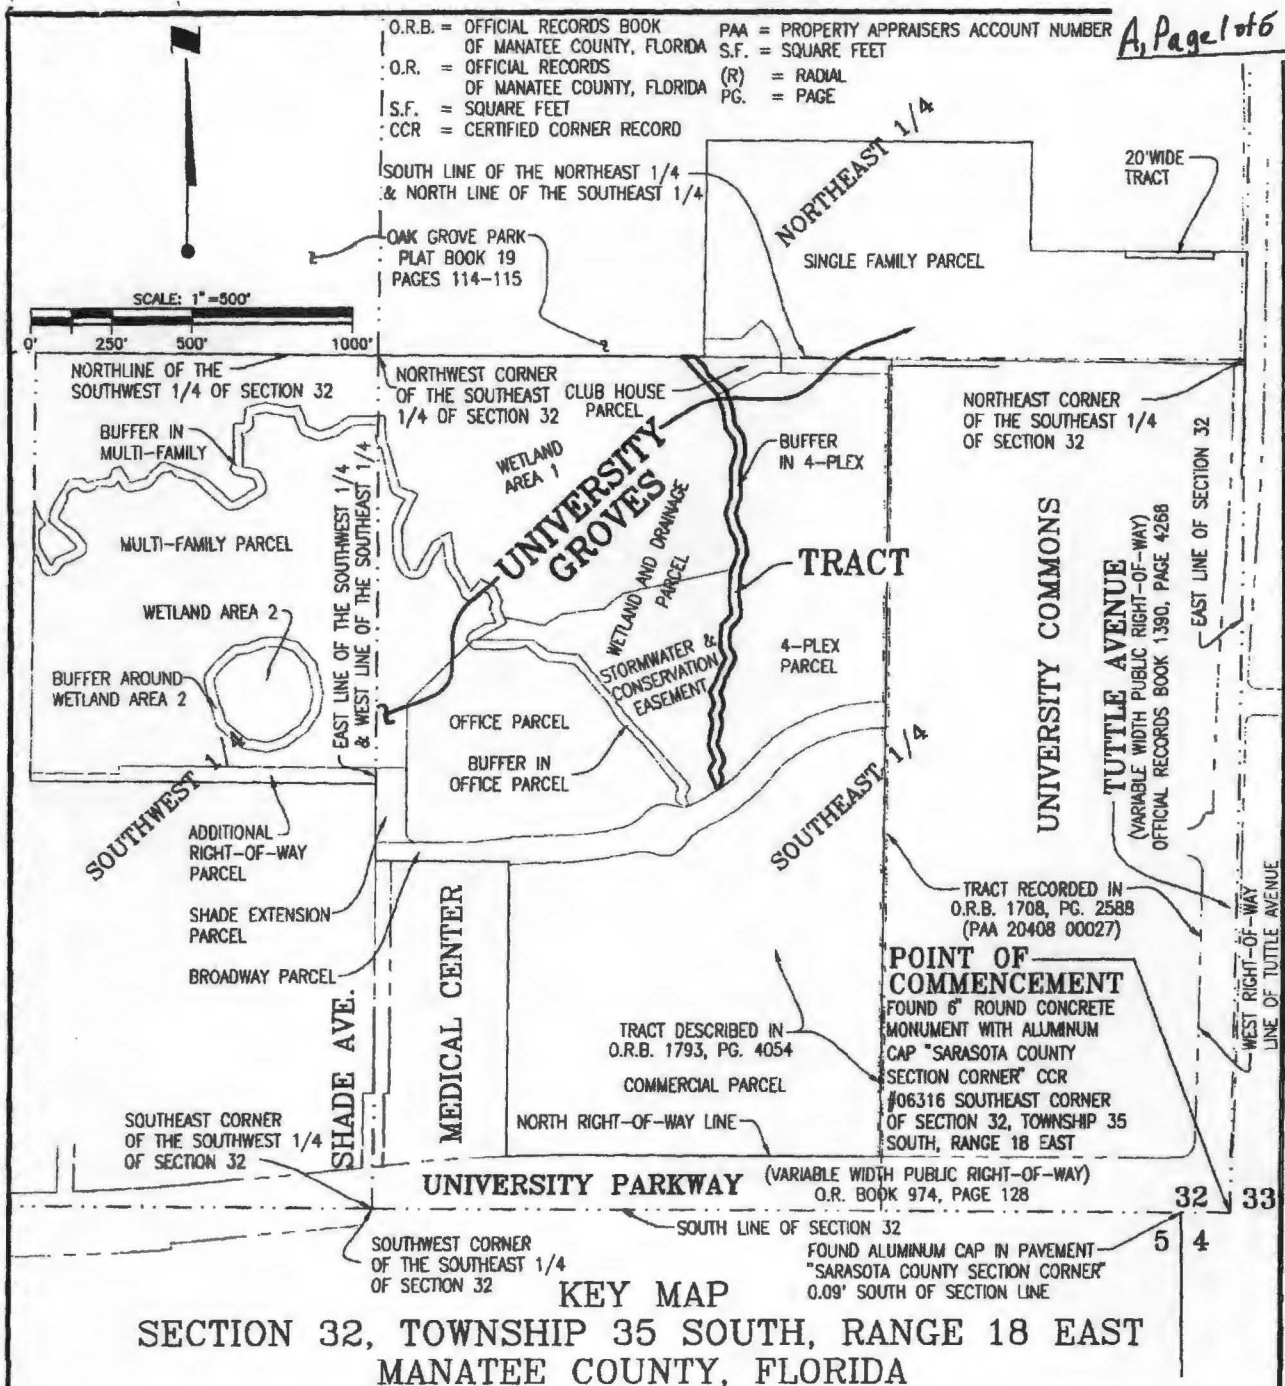 A, Page 1 of 6
O.R.B. = OFFICIAL RECORDS BOOK
OF MANATEE COUNTY, FLORIDA
O.R. = OFFICIAL RECORDS
OF MANATEE COUNTY, FLORIDA
S.F. = SQUARE FEET
CCR = CERTIFIED CORNER RECORD
PAA = PROPERTY APPRAISERS ACCOUNT NUMBER
S.F. = SQUARE FEET
(R) = RADIAL
PG. = PAGE
SOUTH LINE OF THE NORTHEAST 1/4
& NORTH LINE OF THE SOUTHEAST 1/4
NORTHEAST 1/4
20'WIDE
TRACT
OAK GROVE PARK
PLAT BOOK 19
PAGES 114-115
SINGLE FAMILY PARCEL
SCALE: 1"=500'
0' 250' 500' 1000'
NORTHLINE OF THE
SOUTHWEST 1/4 OF SECTION 32
NORTHWEST CORNER
OF THE SOUTHEAST
1/4 OF SECTION 32
CLUB HOUSE
PARCEL
NORTHEAST CORNER
OF THE SOUTHEAST 1/4
OF SECTION 32
BUFFER IN
MULTI-FAMILY
WETLAND
AREA 1
UNIVERSITY
GROVES
BUFFER
IN 4-PLEX
EAST LINE OF SECTION 32
MULTI-FAMILY PARCEL
EAST LINE OF THE SOUTHWEST 1/4
& WEST LINE OF THE SOUTHEAST 1/4
WETLAND AND DRAINAGE
PARCEL
TRACT
UNIVERSITY COMMONS
TUTTLE AVENUE
(VARIABLE WIDTH PUBLIC RIGHT-OF-WAY)
OFFICIAL RECORDS BOOK 1390, PAGE 4268
WETLAND AREA 2
STORMWATER &
CONSERVATION
EASEMENT
4-PLEX
PARCEL
BUFFER AROUND
WETLAND AREA 2
OFFICE PARCEL
BUFFER IN
OFFICE PARCEL
SOUTHWEST 1/4
SOUTHEAST 1/4
ADDITIONAL
RIGHT-OF-WAY
PARCEL
SHADE EXTENSION
PARCEL
BROADWAY PARCEL
SHADE AVE.
MEDICAL CENTER
TRACT RECORDED IN
O.R.B. 1708, PG. 2588
(PAA 20408 00027)
WEST RIGHT-OF-WAY
LINE OF TUTTLE AVENUE
POINT OF
COMMENCEMENT
FOUND 6" ROUND CONCRETE
MONUMENT WITH ALUMINUM
CAP "SARASOTA COUNTY
SECTION CORNER" CCR
#06316 SOUTHEAST CORNER
OF SECTION 32, TOWNSHIP 35
SOUTH, RANGE 18 EAST
TRACT DESCRIBED IN
O.R.B. 1793, PG. 4054
COMMERCIAL PARCEL
SOUTHEAST CORNER
OF THE SOUTHWEST 1/4
OF SECTION 32
NORTH RIGHT-OF-WAY LINE
UNIVERSITY PARKWAY
(VARIABLE WIDTH PUBLIC RIGHT-OF-WAY)
O.R. BOOK 974, PAGE 128
32 33
5 4
SOUTH LINE OF SECTION 32
SOUTHWEST CORNER
OF THE SOUTHEAST 1/4
OF SECTION 32
FOUND ALUMINUM CAP IN PAVEMENT
"SARASOTA COUNTY SECTION CORNER"
0.09' SOUTH OF SECTION LINE
KEY MAP
SECTION 32, TOWNSHIP 35 SOUTH, RANGE 18 EAST
MANATEE COUNTY, FLORIDA